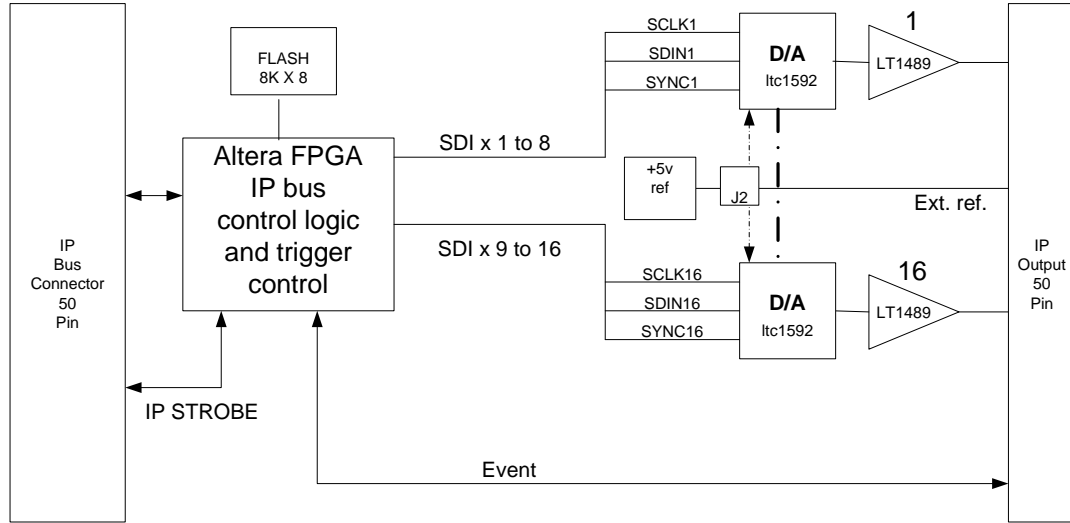 IP
Bus
Connector
50
Pin
FLASH
8K X 8
Altera FPGA
IP bus
control logic
and trigger
control
IP STROBE
SDI x 1 to 8
SDI x 9 to 16
SCLK1
SDIN1
SYNC1
D/A
ltc1592
1
LT1489
+5v
ref
J2
Ext. ref.
SCLK16
SDIN16
SYNC16
D/A
ltc1592
16
LT1489
Event
IP
Output
50
Pin